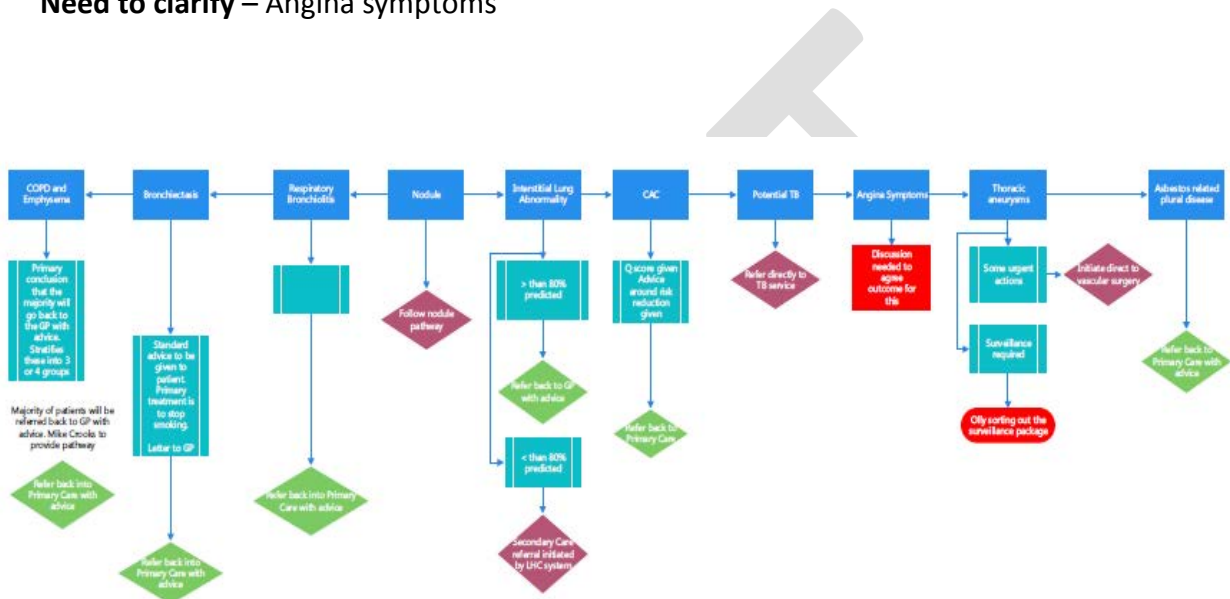 Need to clarify – Angina symptoms
COPD and
Emphysema
Bronchiectasis
Respiratory
Bronchiolitis
Nodule
Interstitial Lung
Abnormality
CAC
Potential TB
Angina Symptoms
Thoracic
aneurysms
Asbestos related
plural disease
Primary
conclusion
that the
majority will
go back to
the GP with
advice.
Stratifies
these into 3
or 4 groups
Majority of patients will be
referred back to GP with
advice. Mike Crooks to
provide pathway
Refer back into
Primary Care with
advice
Standard
advice to be
given to
patient.
Primary
treatment is
to stop
smoking.
Letter to GP
Refer back into
Primary Care with
advice
Refer back into Primary
Care with advice
Follow nodule
pathway
> than 80%
predicted
Refer back to GP
with advice
< than 80%
predicted
Secondary Care
referral initiated
by LHC system
Q score given
Advice
around risk
reduction
given
Refer back to
Primary Care
Refer directly to
TB service
Discussion
needed to
agree
outcome for
this
Some urgent
actions
Initiate direct to
vascular surgery
Surveillance
required
Olly sorting out the
surveillance package
Refer back to
Primary Care with
advice